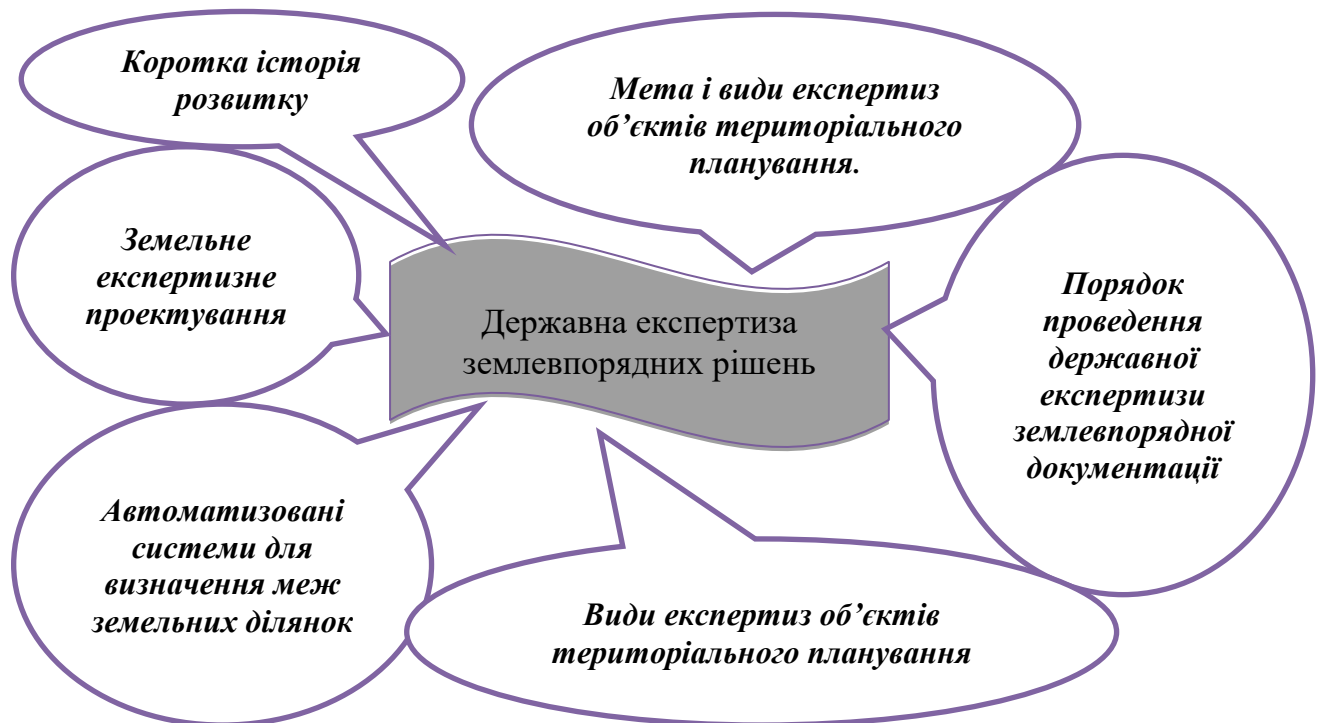 Коротка історія
розвитку
Мета і види експертиз
об’єктів територіального
планування.
Земельне
експертизне
проектування
Державна експертиза
землевпорядних рішень
Порядок
проведення
державної
експертизи
землевпорядної
документації
Автоматизовані
системи для
визначення меж
земельних ділянок
Види експертиз об’єктів
територіального планування